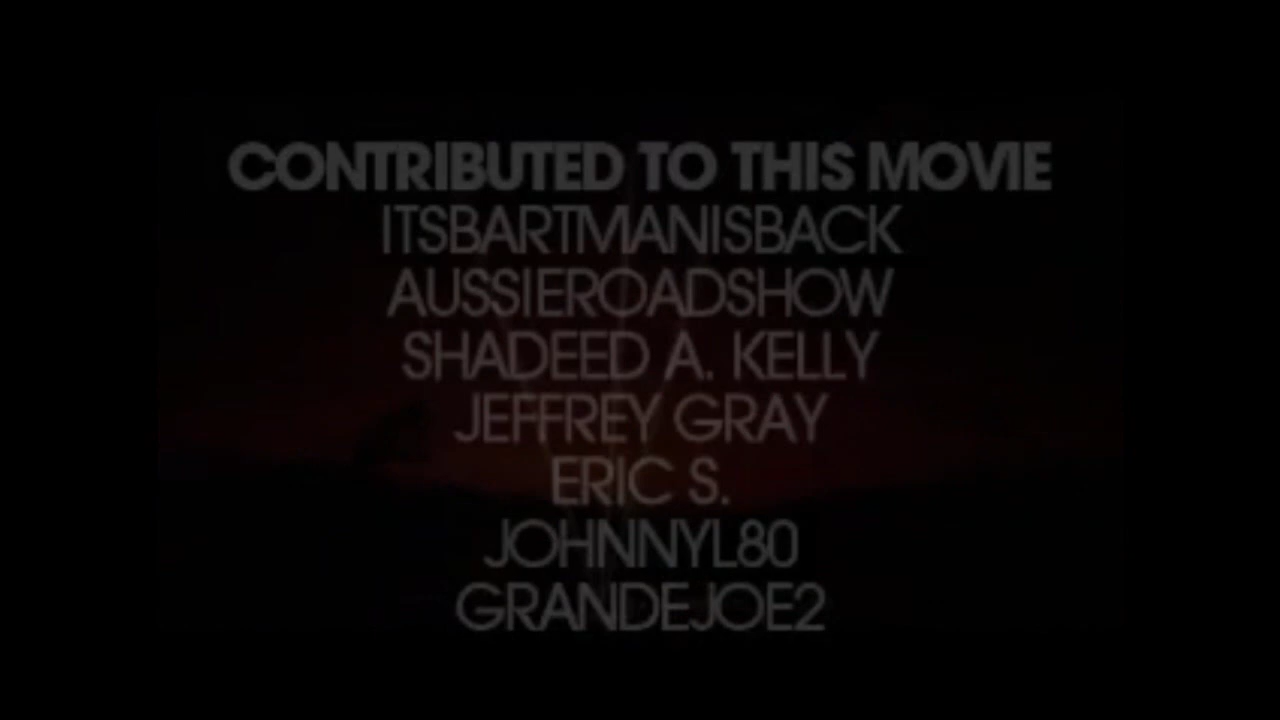 CONTRIBUTED TO THIS MOVIE
ITSBARTMANISBACK
AUSSIEROADSHOW
SHADEED A. KELLY
JEFFREY GRAY
ERIC S.
JOHNNYL80
GRANDEJOE2